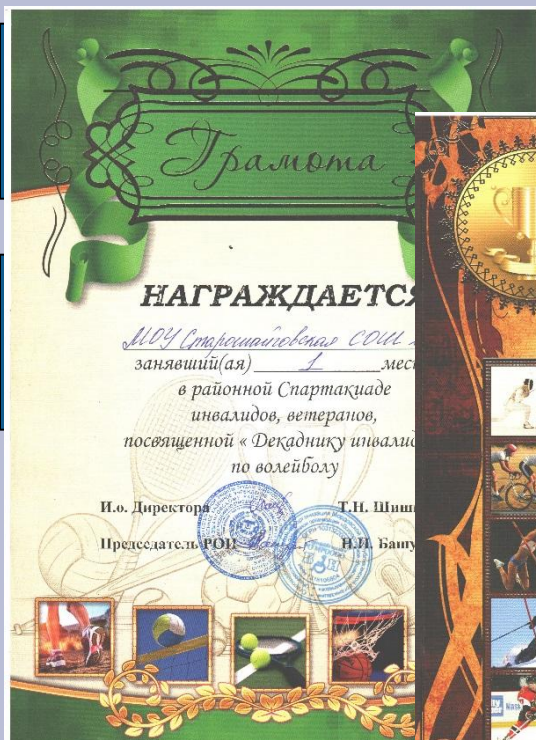 Грамота
НАГРАЖДАЕТСЯ
МОУ Старошайговская СОШ
занявший(ая) 1 мес
в районной Спартакиаде
инвалидов, ветеранов,
посвященной « Декаднику инвалид
по волейболу
И.о. Директора Т.Н. Шиш
Председатель РОИ Н.И. Башу